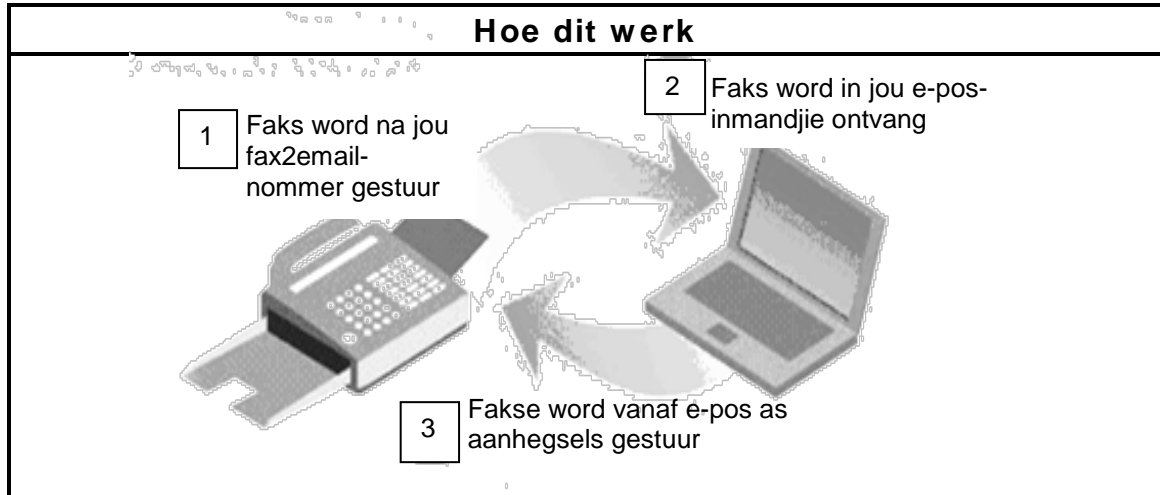 Hoe dit werk
1
Faks word na jou
fax2email-
nommer gestuur
2
Faks word in jou e-pos-
inmandjie ontvang
3
Fakse word vanaf e-pos as
aanhegsels gestuur